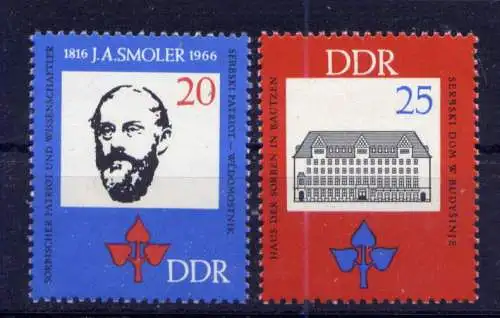 1816 J.A.SMOLER 1966
SORBISCHER PATRIOT UND WISSENSCHAFTLER
20
SERBSKI PATRIOT – WĚDOMOSTNIK
DDR
DDR
HAUS DER SORBEN IN BAUTZEN
25
SERBSKI DOM W BUDYŠINJE